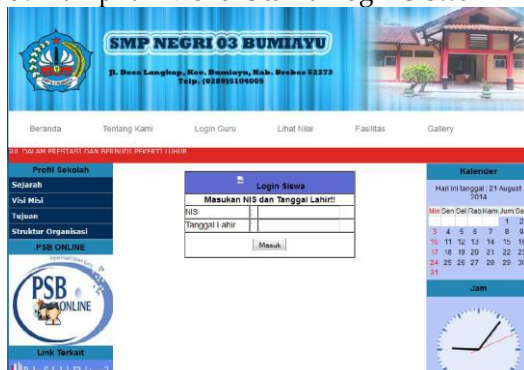 SMP NEGRI 03 BUMIAYU
Jl. Desa Langkap, Kec. Bumiayu, Kab. Brebes 52273
Telp. (0289)5104005
Beranda Tentang Kami Login Guru Lihat Nilai Fasilitas Gallery
DALAM PRESTASI DAN BERBUDI PEKERTI LUHUR
Profil Sekolah
Sejarah
Visi Misi
Tujuan
Struktur Organisasi
PSB ONLINE
PSB
ONLINE
Link Terkait
Login Siswa
Masukan NIS dan Tanggal Lahir!!
NIS :
Tanggal Lahir :
Masuk
Kalender
Hari ini tanggal : 21 August
2014
Min Sen Sel Rab Kam Jum Sa
1 2
3 4 5 6 7 8 9
10 11 12 13 14 15 16
17 18 19 20 21 22 23
24 25 26 27 28 29 30
31
Jam